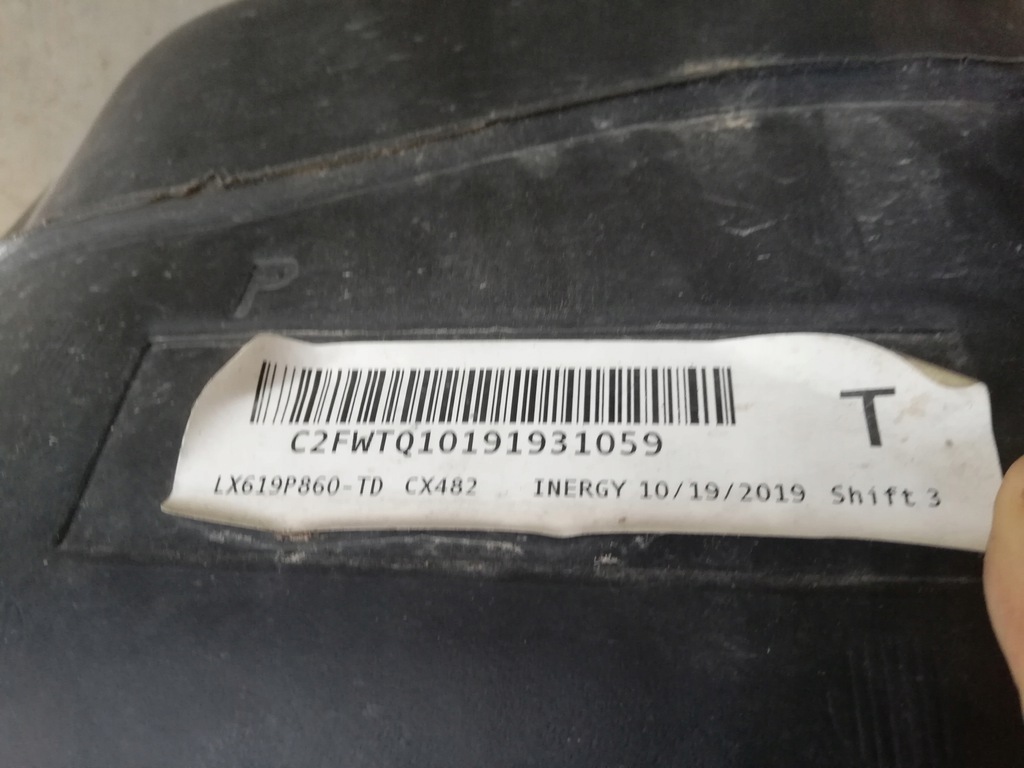 P
C2FWTQ10191931059
T
LX619P860-TD CX482 INERGY 10/19/2019 Shift 3